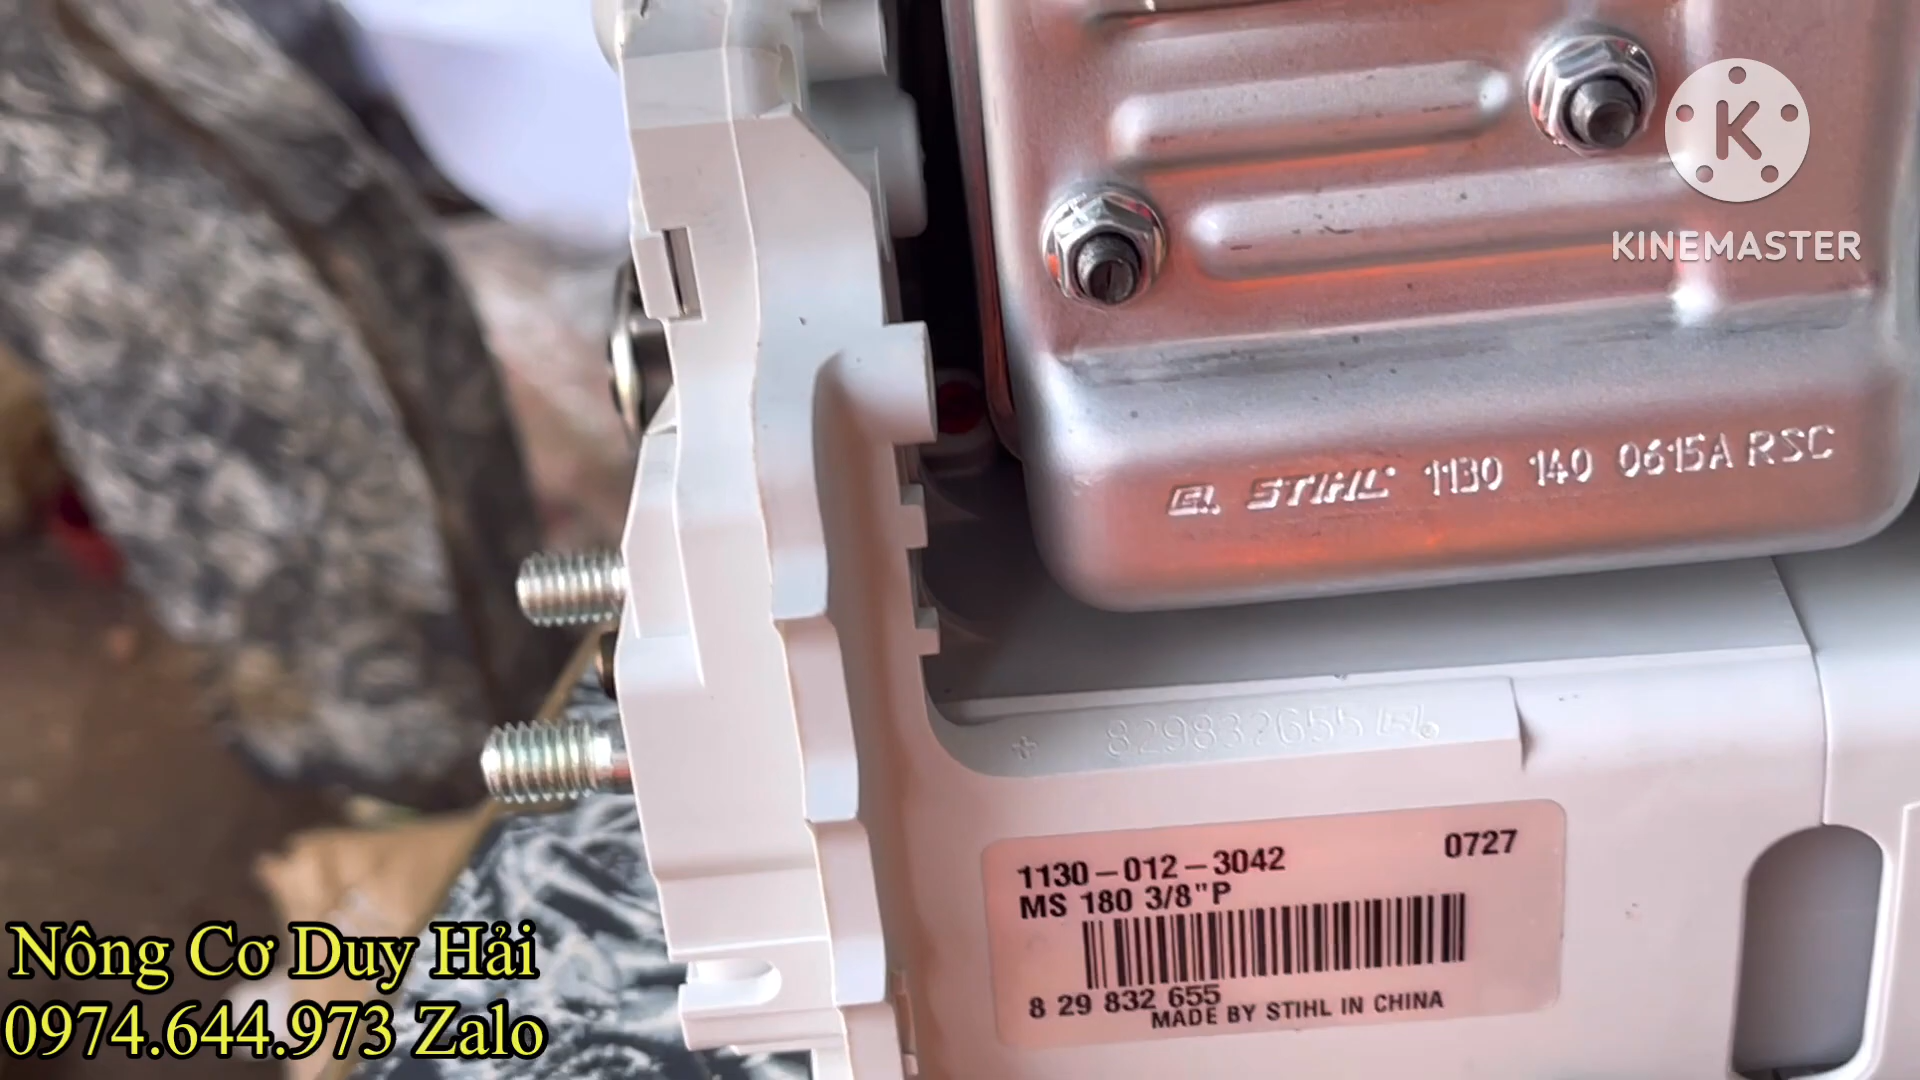 K
KINEMASTER
STIHL 1130 140 0615A RSC
829832655
1130-012-3042 0727
MS 180 3/8"P
8 29 832 655
MADE BY STIHL IN CHINA
Nông Cơ Duy Hải
0974.644.973 Zalo